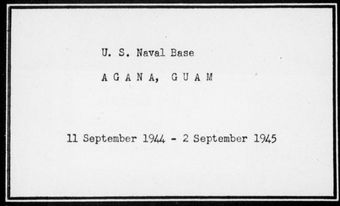 U. S. Naval Base
A G A N A, G U A M
11 September 1944 - 2 September 1945